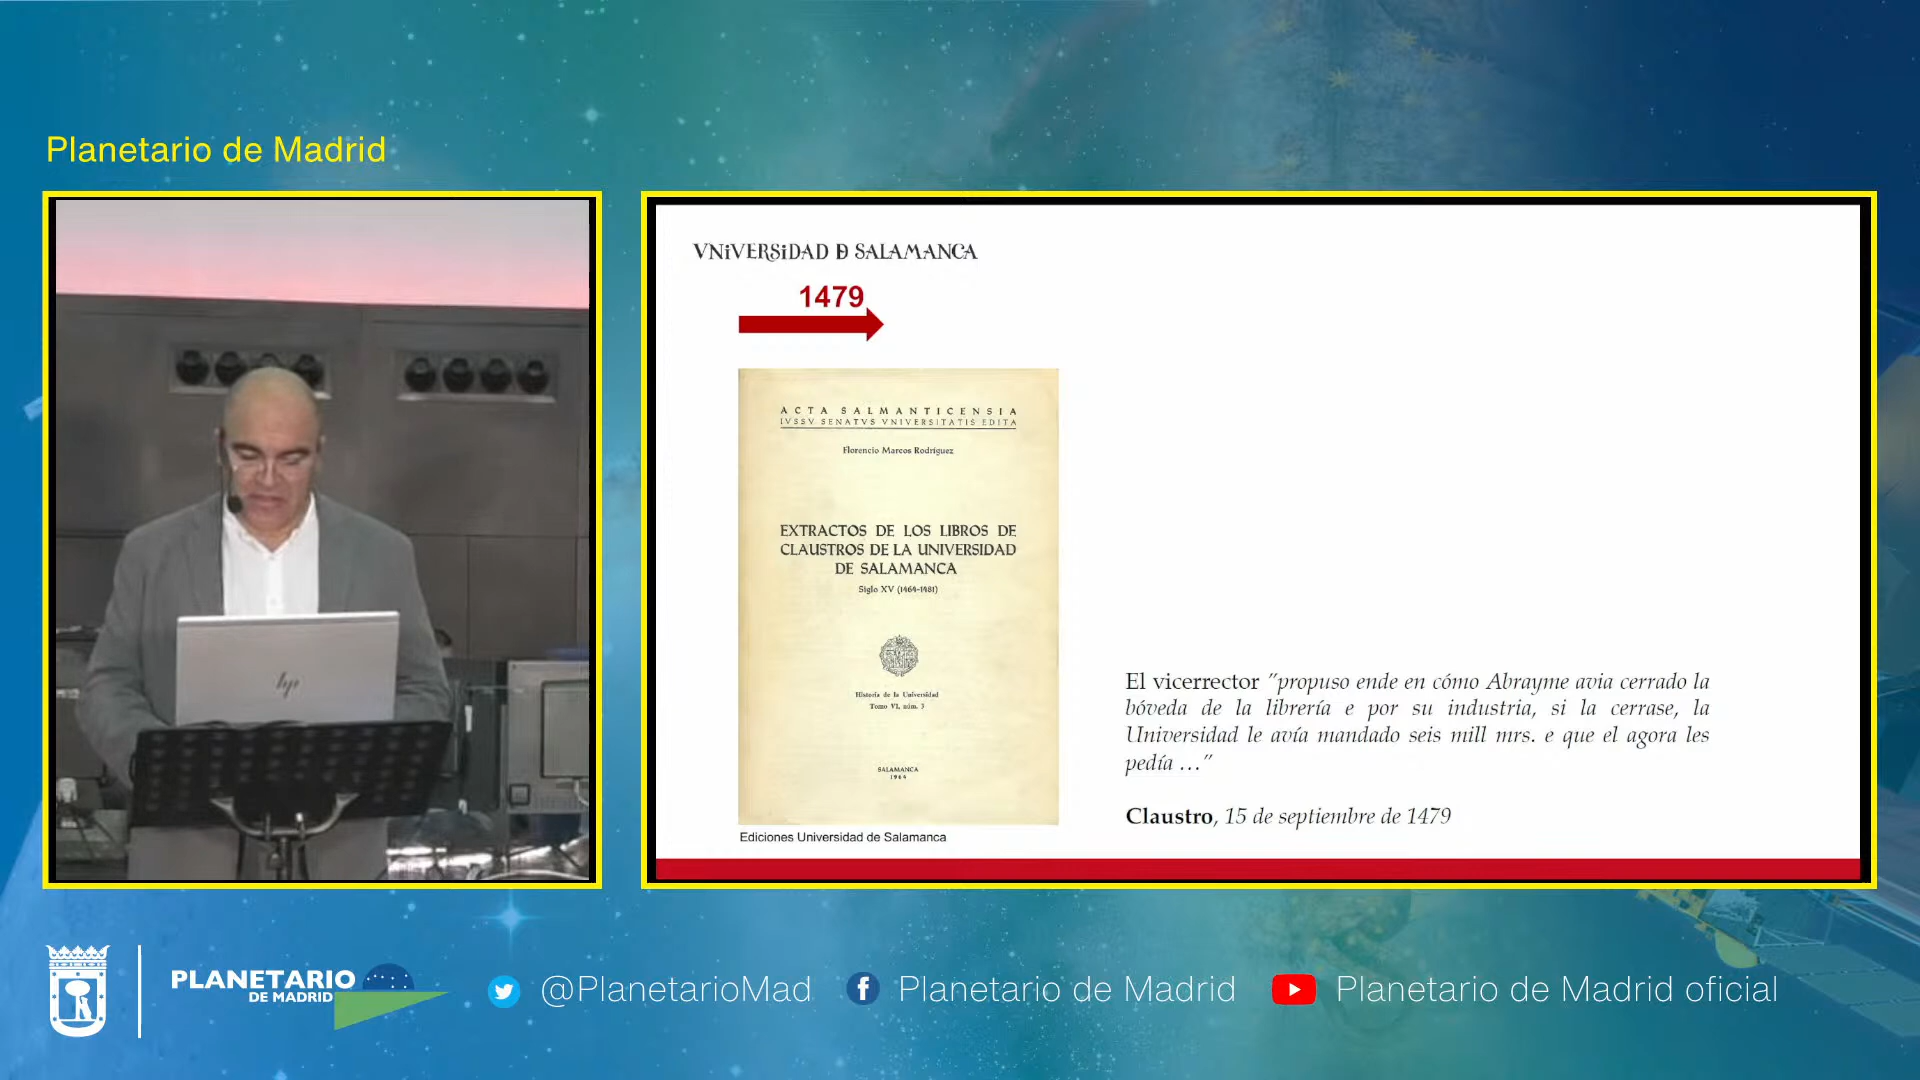 Planetario de Madrid
VNiVERSiDAD D SALAMANCA
1479
ACTA SALMANTICENSIA
IVSSV SENATVS VNIVERSITATIS EDITA
Florencio Marcos Rodríguez
EXTRACTOS DE LOS LIBROS DE
CLAUSTROS DE LA UNIVERSIDAD
DE SALAMANCA
Siglo XV (1464-1481)
Historia de la Universidad
Tomo VI, núm. 3
SALAMANCA
1964
Ediciones Universidad de Salamanca
El vicerrector "propuso ende en cómo Abrayme avia cerrado la
bóveda de la librería e por su industria, si la cerrase, la
Universidad le avía mandado seis mill mrs. e que el agora les
pedía ..."
Claustro, 15 de septiembre de 1479
hp
PLANETARIO
DE MADRID
@PlanetarioMad
Planetario de Madrid
Planetario de Madrid oficial